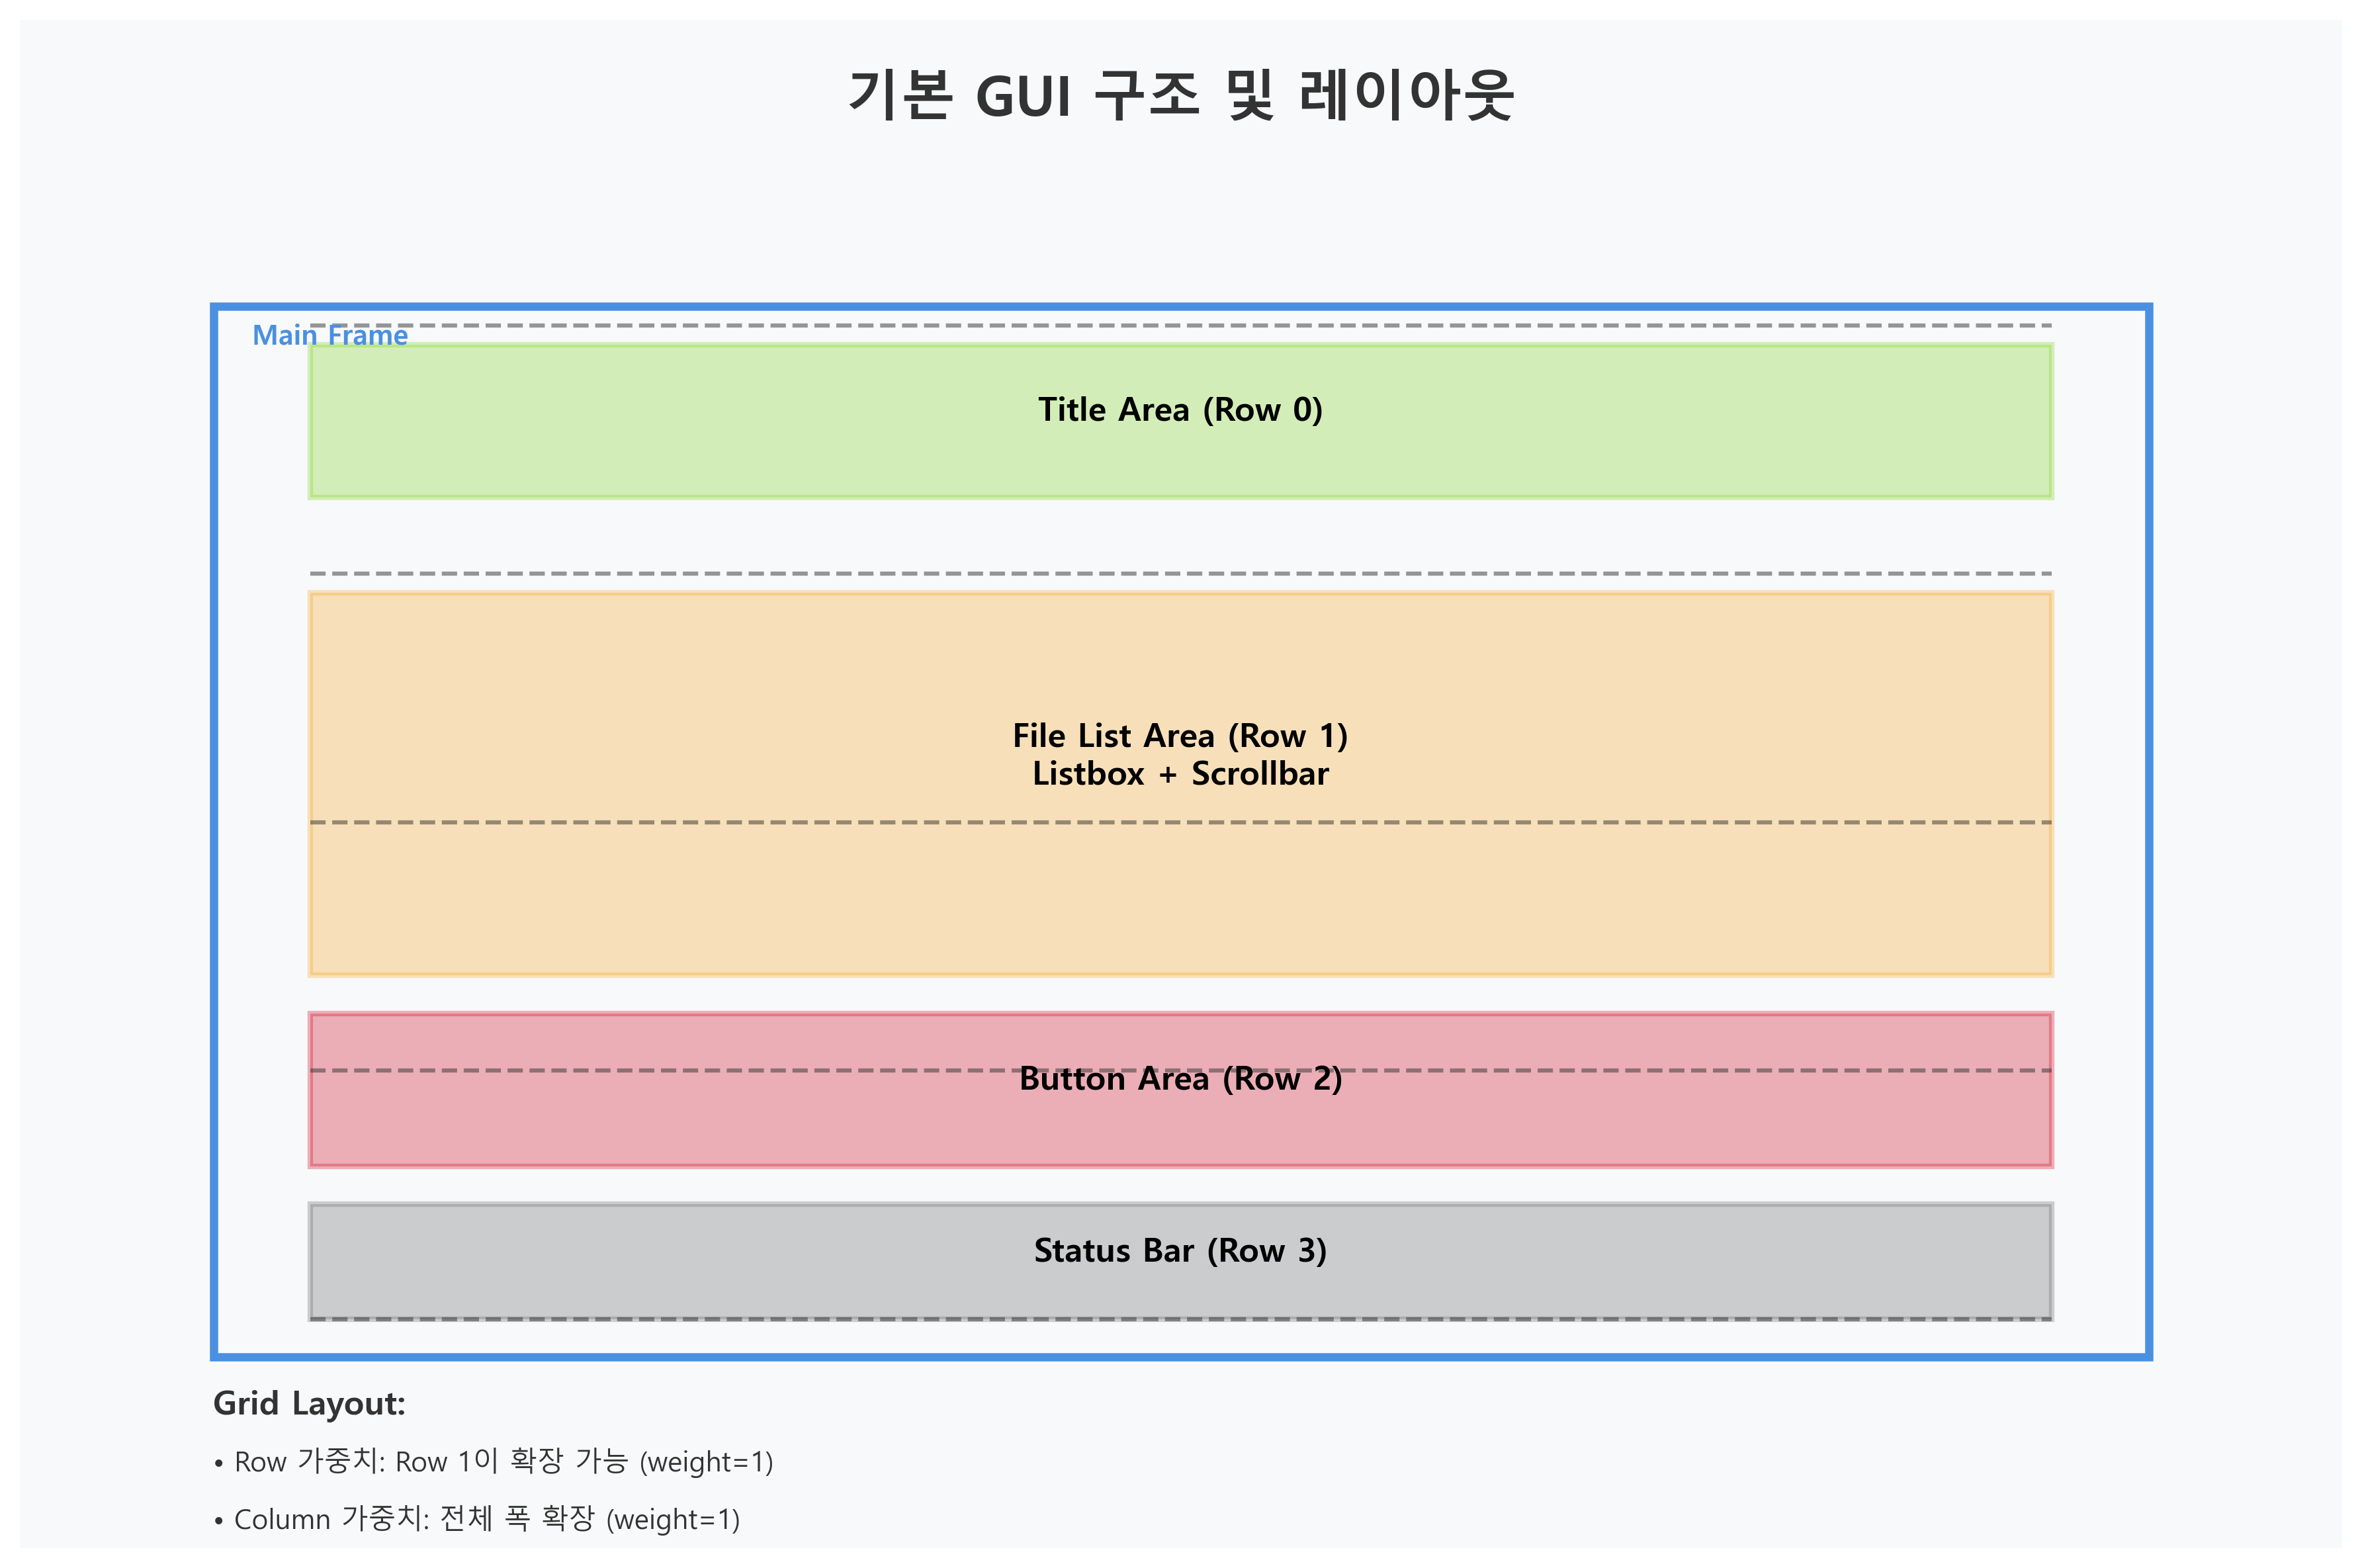 기본 GUI 구조 및 레이아웃
Main Frame
Title Area (Row 0)
File List Area (Row 1)
Listbox + Scrollbar
Button Area (Row 2)
Status Bar (Row 3)
Grid Layout:
• Row 가중치: Row 1이 확장 가능 (weight=1)
• Column 가중치: 전체 폭 확장 (weight=1)